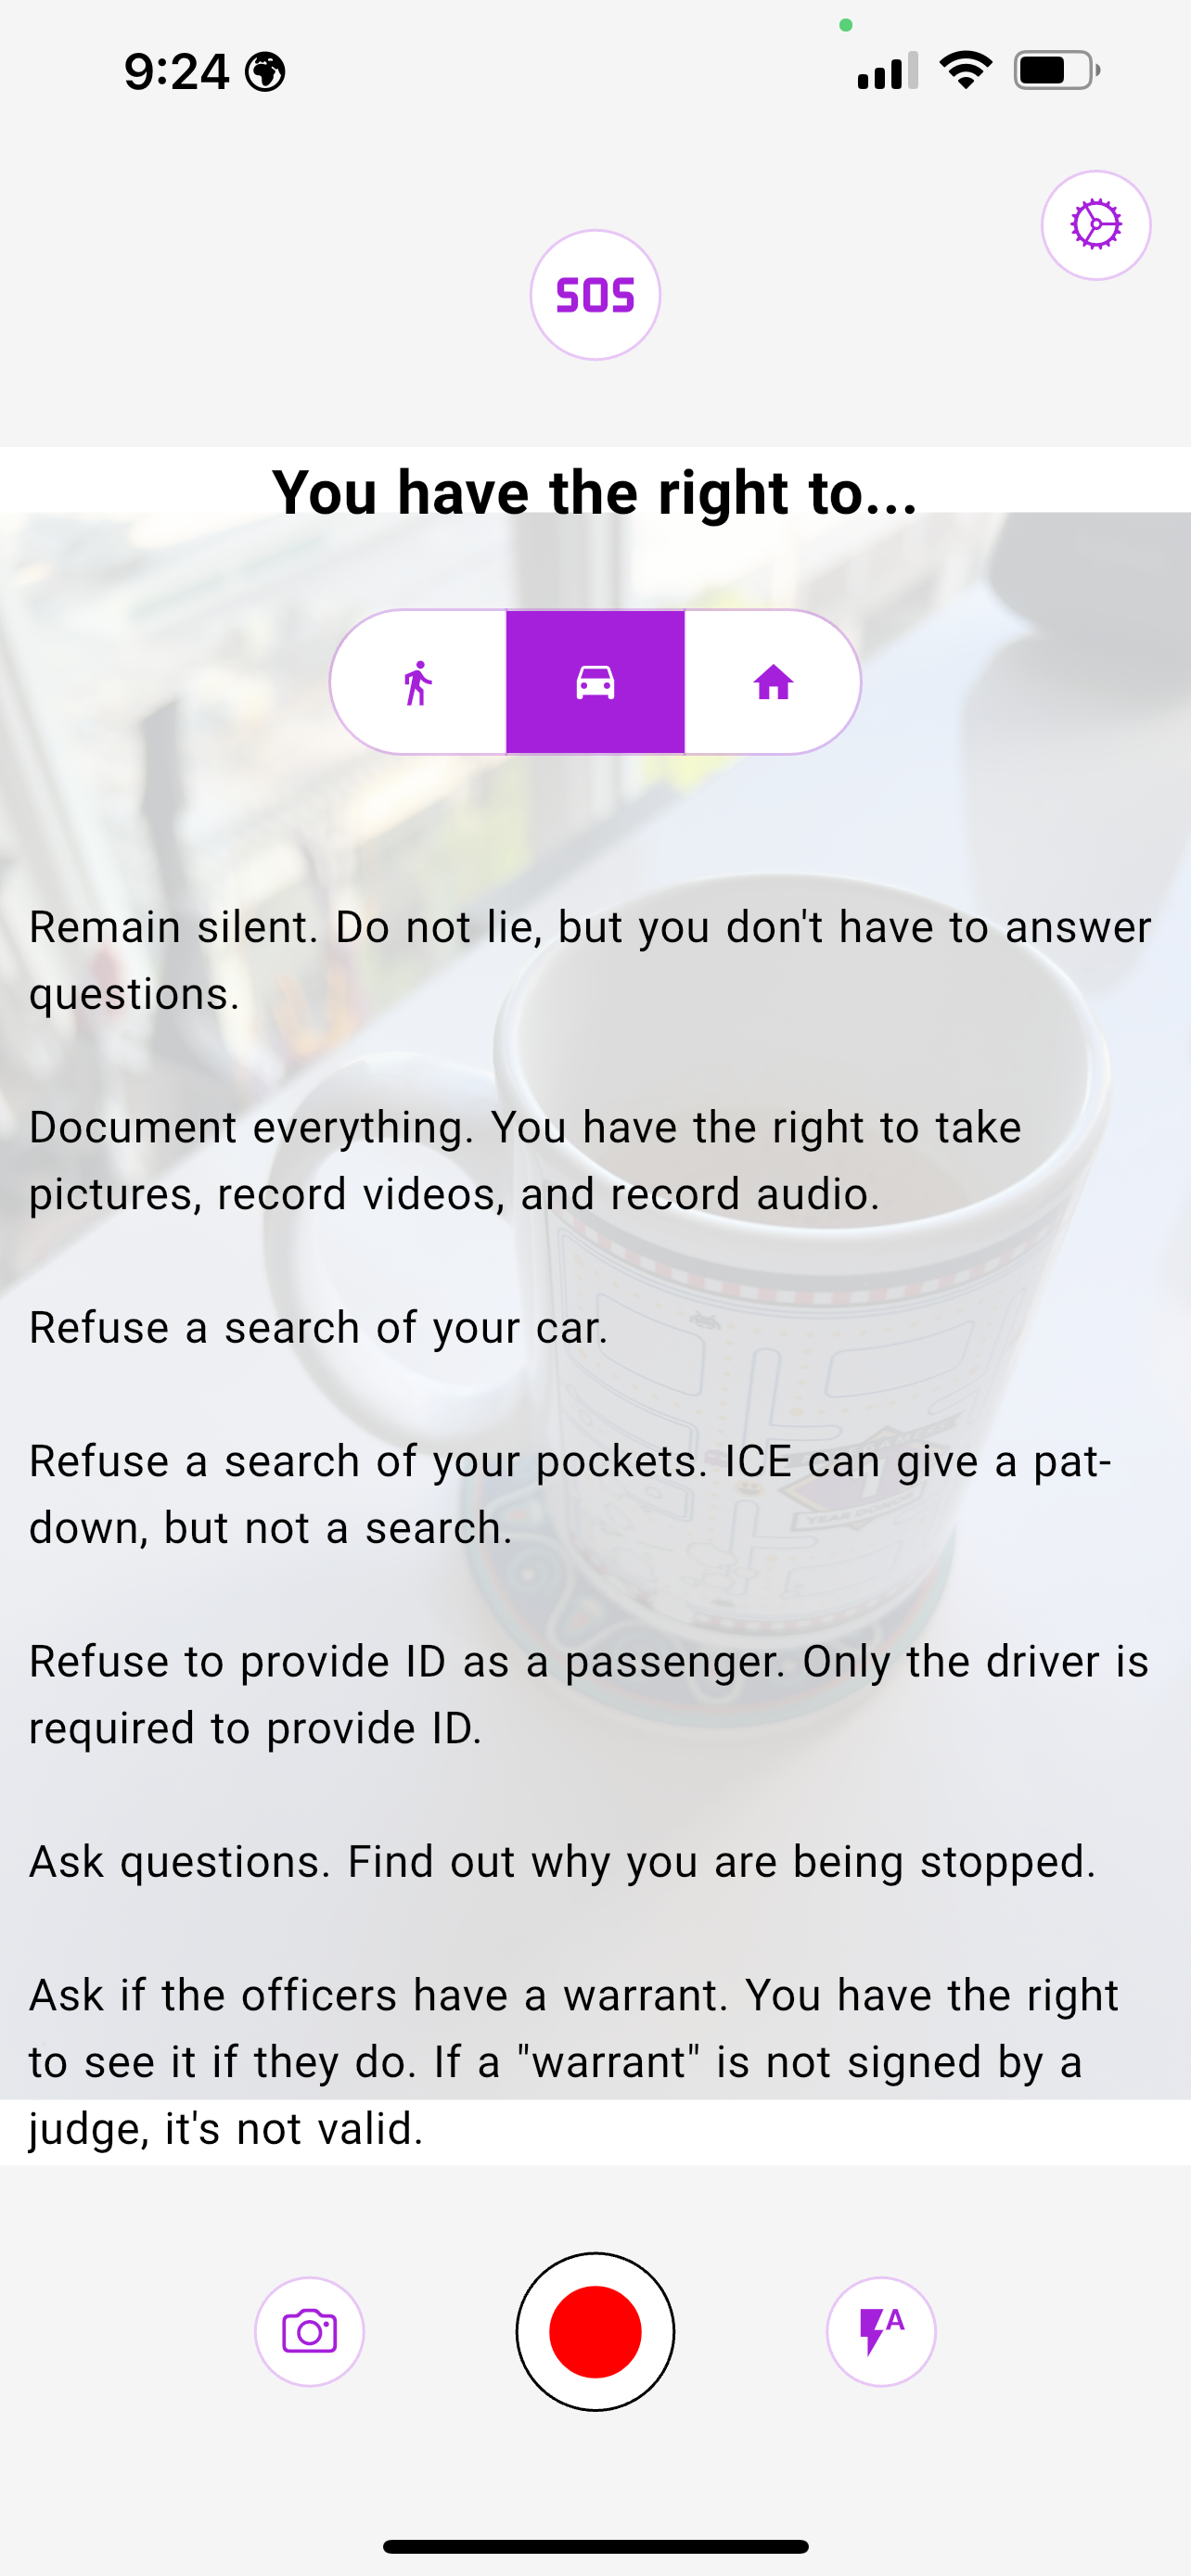 9:24
SOS
You have the right to...
Remain silent. Do not lie, but you don't have to answer
questions.
Document everything. You have the right to take
pictures, record videos, and record audio.
Refuse a search of your car.
Refuse a search of your pockets. ICE can give a pat-
down, but not a search.
Refuse to provide ID as a passenger. Only the driver is
required to provide ID.
Ask questions. Find out why you are being stopped.
Ask if the officers have a warrant. You have the right
to see it if they do. If a "warrant" is not signed by a
judge, it's not valid.
A